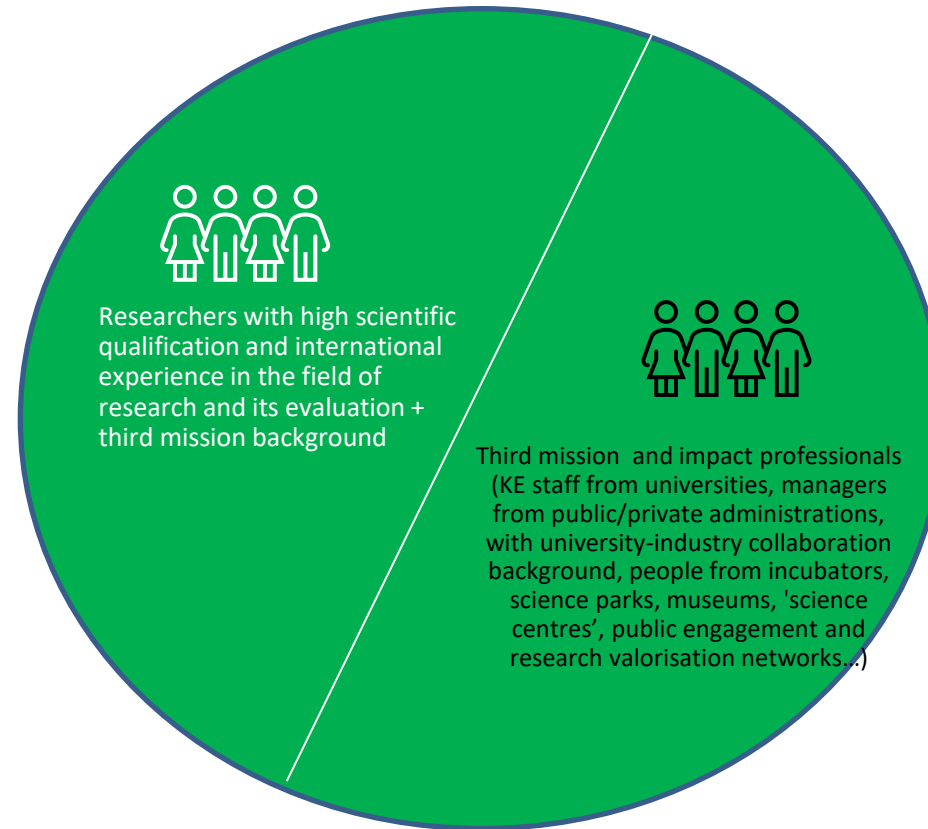 Researchers with high scientific
qualification and international
experience in the field of
research and its evaluation +
third mission background
Third mission  and impact professionals
(KE staff from universities, managers
from public/private administrations,
with university-industry collaboration
background, people from incubators,
science parks, museums, 'science
centres’, public engagement and
research valorisation networks…)